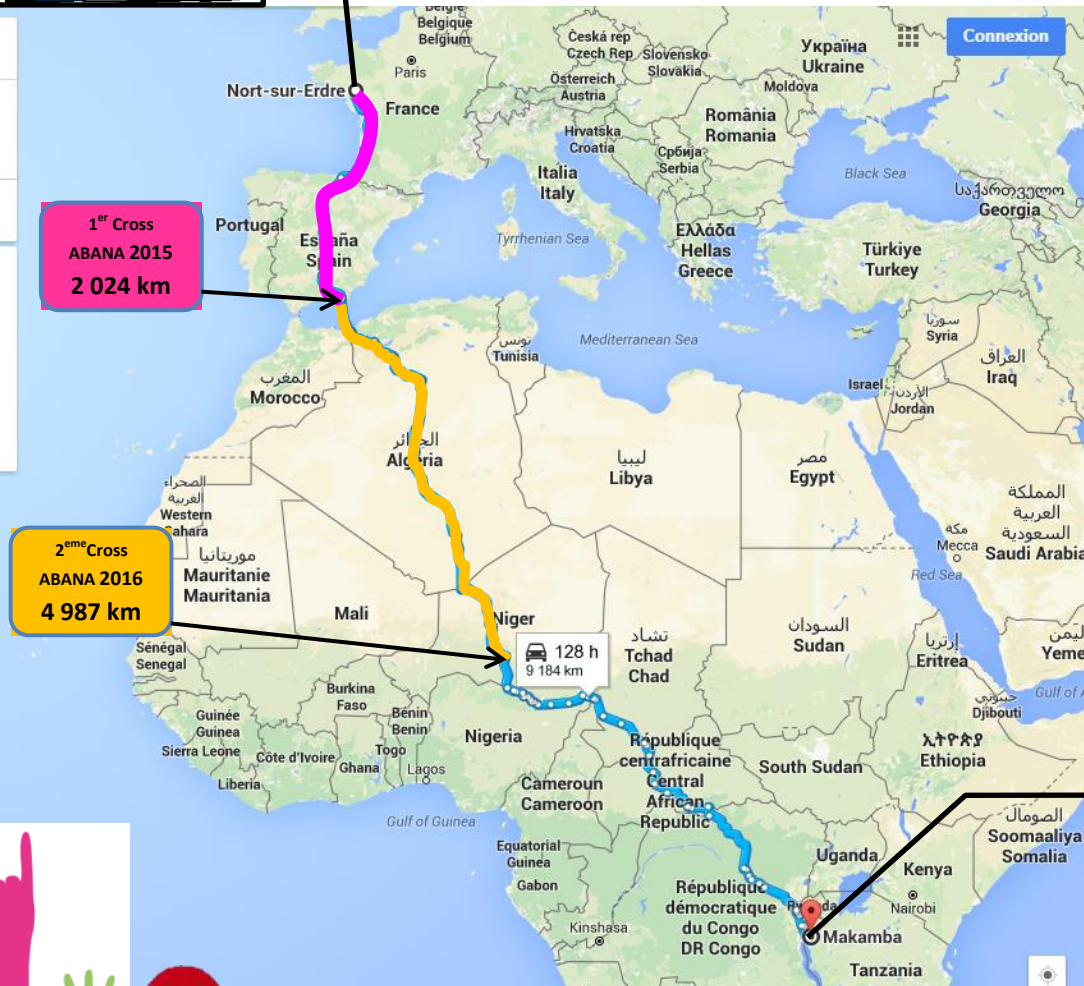 België
Belgique
Belgium
Česká rep
Czech Rep
Slovensko
Slovakia
Україна
Ukraine
Connexion
Paris
Österreich
Austria
Moldova
Nort-sur-Erdre
France
România
Romania
Hrvatska
Croatia
Србија
Serbia
Italia
Italy
Black Sea
საქართველო
Georgia
1er Cross
ABANA 2015
2 024 km
Portugal
España
Spain
Tyrrhenian Sea
Ελλάδα
Hellas
Greece
Türkiye
Turkey
تونس
Tunisia
Mediterranean Sea
سوريا
Syria
العراق
Iraq
المغرب
Morocco
Israel
الأردن
Jordan
الجزائر
Algeria
ليبيا
Libya
مصر
Egypt
الصحراء
الغربية
Western
Sahara
المملكة
العربية
السعودية
Saudi Arabia
مكة
Mecca
2eme Cross
ABANA 2016
4 987 km
موريتانيا
Mauritanie
Mauritania
Red Sea
Mali
Niger
128 h
9 184 km
تشاد
Tchad
Chad
السودان
Sudan
إرتريا
Eritrea
اليمن
Yeme
Sénégal
Senegal
Burkina
Faso
جيبوتي
Djibouti
Gulf of A
Guinée
Guinea
Bénin
Benin
Nigeria
Sierra Leone
Côte d'Ivoire
Togo
Ghana
Lagos
Liberia
République
centrafricaine
Central
African
Republic
South Sudan
ኢትዮጵያ
Ethiopia
Cameroun
Cameroon
Gulf of Guinea
الصومال
Soomaaliya
Somalia
Equatorial
Guinea
Uganda
Kenya
Gabon
République
démocratique
du Congo
DR Congo
Rwanda
Nairobi
Kinshasa
Makamba
Tanzania